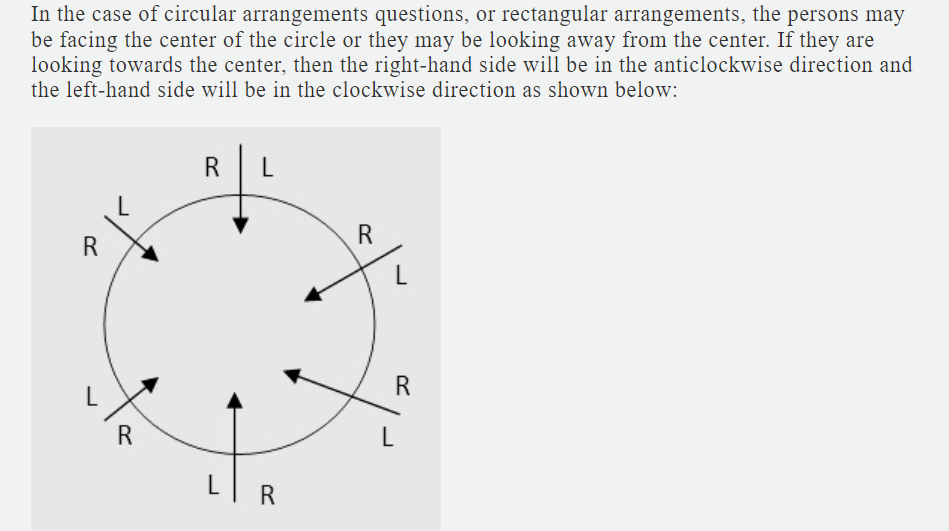 In the case of circular arrangements questions, or rectangular arrangements, the persons may
be facing the center of the circle or they may be looking away from the center. If they are
looking towards the center, then the right-hand side will be in the anticlockwise direction and
the left-hand side will be in the clockwise direction as shown below:
R L
L
R
R
L
R
L
R
L
L R